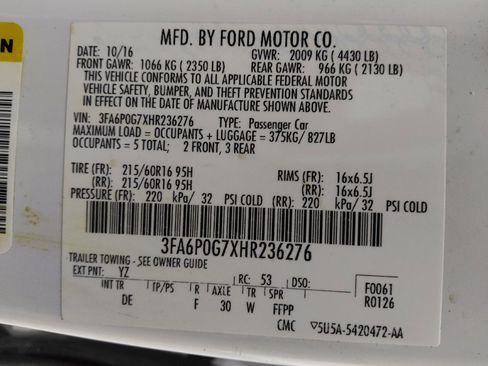 N
MFD. BY FORD MOTOR CO.
DATE: 10/16 GVWR: 2009 KG ( 4430 LB)
FRONT GAWR: 1066 KG ( 2350 LB) REAR GAWR: 966 KG ( 2130 LB)
THIS VEHICLE CONFORMS TO ALL APPLICABLE FEDERAL MOTOR
VEHICLE SAFETY, BUMPER, AND THEFT PREVENTION STANDARDS
IN EFFECT ON THE DATE OF MANUFACTURE SHOWN ABOVE.
VIN: 3FA6P0G7XHR236276 TYPE: Passenger Car
MAXIMUM LOAD = OCCUPANTS + LUGGAGE = 375KG/ 827LB
OCCUPANTS = 5 TOTAL; 2 FRONT, 3 REAR
TIRE (FR): 215/60R16 95H RIMS (FR): 16x6.5J
(RR): 215/60R16 95H (RR): 16x6.5J
PRESSURE (FR): 220 kPa/ 32 PSI COLD (RR): 220 kPa/ 32 PSI COLD
3FA6P0G7XHR236276
TRAILER TOWING - SEE OWNER GUIDE
EXT PNT: YZ RC: 53 DSO: F0061
INT TR TP/PS R AXLE TR SPR R0126
DE F 30 W FFPP
CMC ▽5U5A-5420472-AA